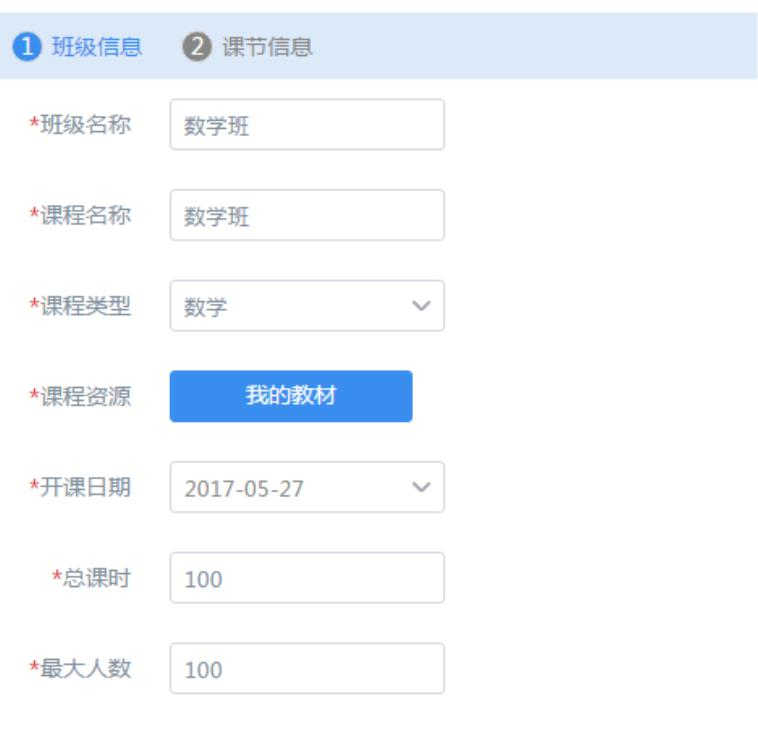 1 班级信息 2 课节信息
*班级名称 数学班
*课程名称 数学班
*课程类型 数学
*课程资源 我的教材
*开课日期 2017-05-27
*总课时 100
*最大人数 100